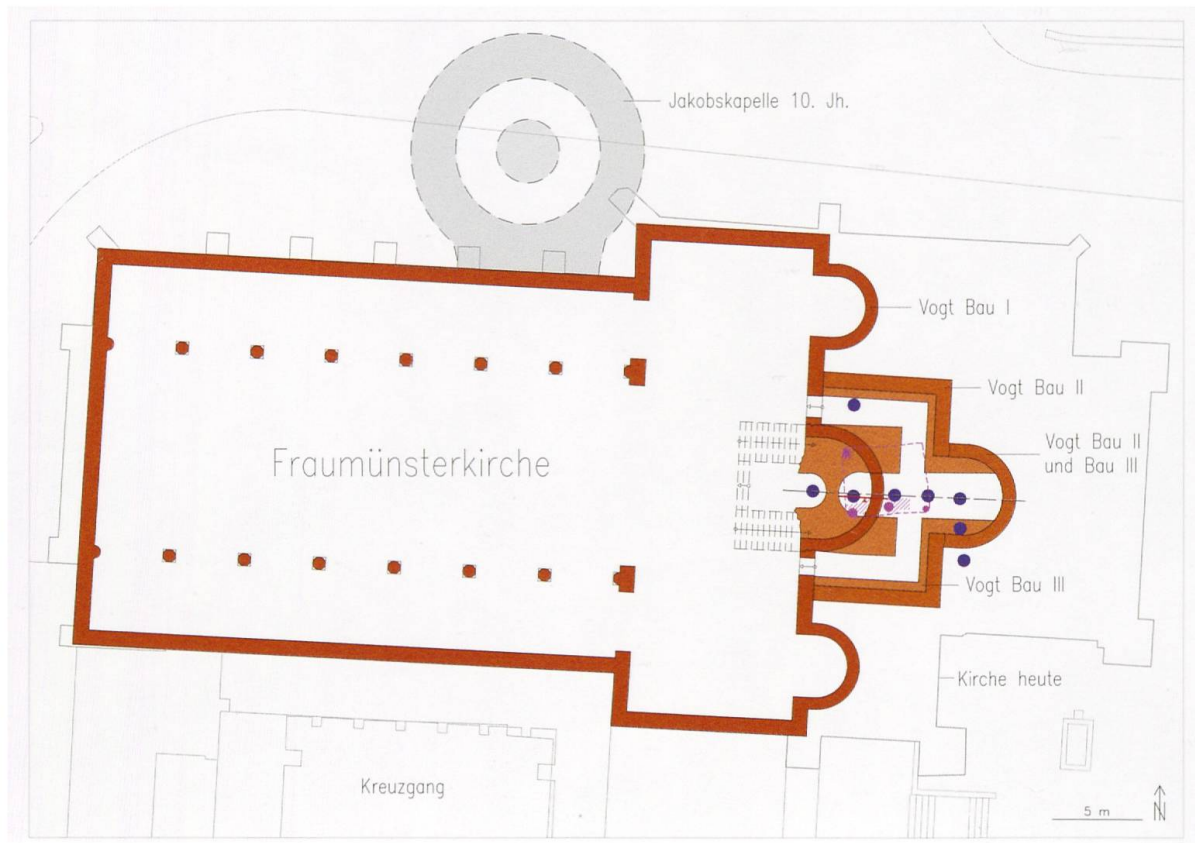 Jakobskapelle 10. Jh.
Vogt Bau I
Vogt Bau II
Vogt Bau II
und Bau III
Fraumünsterkirche
Vogt Bau III
Kirche heute
Kreuzgang
5 m
N